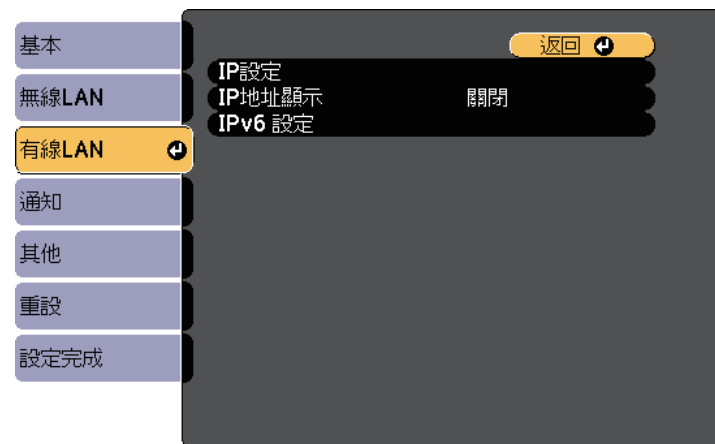 基本
無線LAN
有線LAN
通知
其他
重設
設定完成
返回
IP設定
IP地址顯示 關閉
IPv6 設定